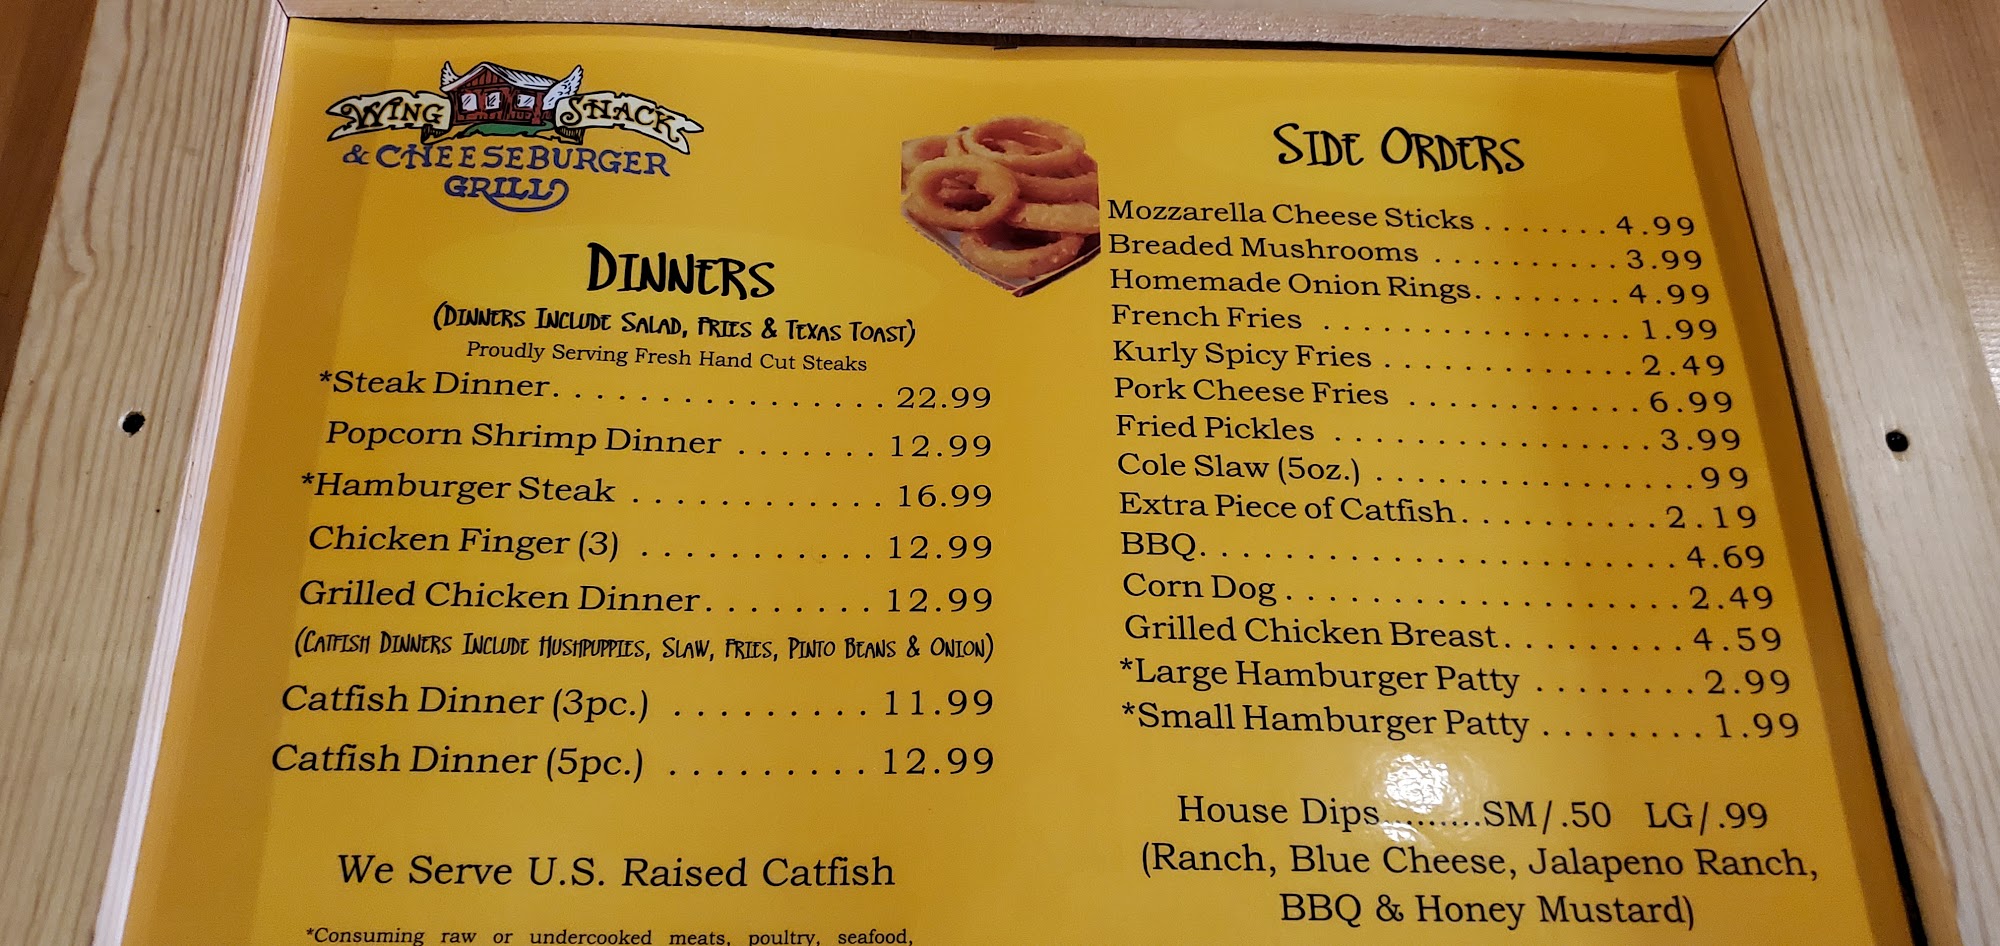 WING SHACK
& CHEESEBURGER
GRILL
DINNERS
(DINNERS INCLUDE SALAD, FRIES & TEXAS TOAST)
Proudly Serving Fresh Hand Cut Steaks
*Steak Dinner. . . . . . . . . . . . . . . . 22.99
Popcorn Shrimp Dinner . . . . . . . 12.99
*Hamburger Steak . . . . . . . . . . . . 16.99
Chicken Finger (3) . . . . . . . . . . . 12.99
Grilled Chicken Dinner. . . . . . . . 12.99
(CATFISH DINNERS INCLUDE HUSHPUPPIES, SLAW, FRIES, PINTO BEANS & ONION)
Catfish Dinner (3pc.) . . . . . . . . . 11.99
Catfish Dinner (5pc.) . . . . . . . . . 12.99
We Serve U.S. Raised Catfish
*Consuming raw or undercooked meats, poultry, seafood,
SIDE ORDERS
Mozzarella Cheese Sticks . . . . . . . 4.99
Breaded Mushrooms . . . . . . . . . . 3.99
Homemade Onion Rings. . . . . . . . 4.99
French Fries . . . . . . . . . . . . . . . . 1.99
Kurly Spicy Fries . . . . . . . . . . . . . 2.49
Pork Cheese Fries . . . . . . . . . . . . 6.99
Fried Pickles . . . . . . . . . . . . . . . . 3.99
Cole Slaw (5oz.) . . . . . . . . . . . . . . . .99
Extra Piece of Catfish. . . . . . . . . . 2.19
BBQ. . . . . . . . . . . . . . . . . . . . . . . 4.69
Corn Dog . . . . . . . . . . . . . . . . . . . 2.49
Grilled Chicken Breast. . . . . . . . . 4.59
*Large Hamburger Patty . . . . . . . . 2.99
*Small Hamburger Patty . . . . . . . . 1.99
House Dips.........SM/.50 LG/.99
(Ranch, Blue Cheese, Jalapeno Ranch,
BBQ & Honey Mustard)